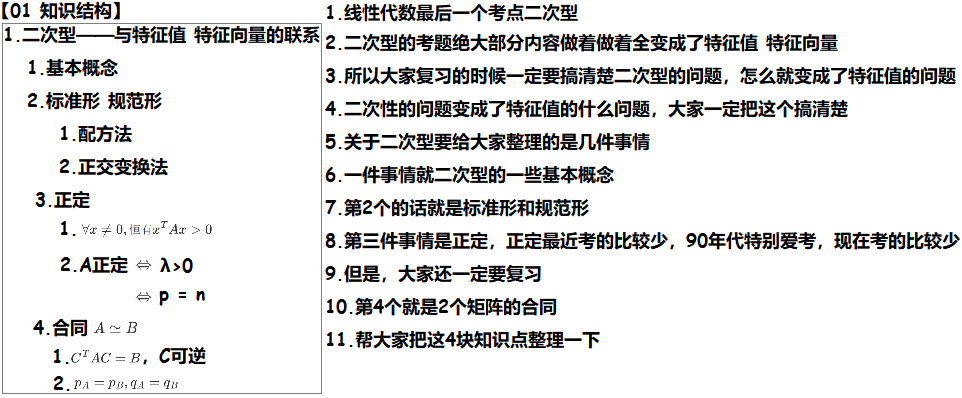 【01 知识结构】
1.二次型——与特征值 特征向量的联系
1.基本概念
2.标准形 规范形
1.配方法
2.正交变换法
3.正定
1. ∀x ≠ 0, 恒有x^T Ax > 0
2.A正定 ⇔ λ>0
⇔ p = n
4.合同 A ≃ B
1.C^T AC = B，C可逆
2. p_A = p_B, q_A = q_B
1.线性代数最后一个考点二次型
2.二次型的考题绝大部分内容做着做着全变成了特征值 特征向量
3.所以大家复习的时候一定要搞清楚二次型的问题，怎么就变成了特征值的问题
4.二次性的问题变成了特征值的什么问题，大家一定把这个搞清楚
5.关于二次型要给大家整理的是几件事情
6.一件事情就二次型的一些基本概念
7.第2个的话就是标准形和规范形
8.第三件事情是正定，正定最近考的比较少，90年代特别爱考，现在考的比较少
9.但是，大家还一定要复习
10.第4个就是2个矩阵的合同
11.帮大家把这4块知识点整理一下